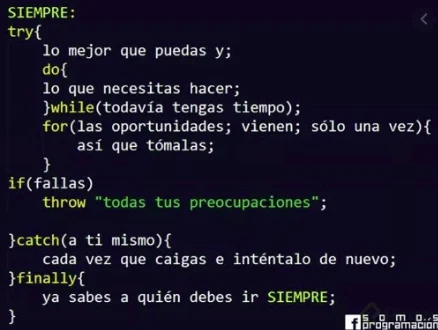 SIEMPRE:
try{
lo mejor que puedas y;
do{
lo que necesitas hacer;
}while(todavía tengas tiempo);
for(las oportunidades; vienen; sólo una vez){
así que tómalas;
}
if(fallas)
throw "todas tus preocupaciones";
}catch(a ti mismo){
cada vez que caigas e inténtalo de nuevo;
}finally{
ya sabes a quién debes ir SIEMPRE;
}
f somos
programacion